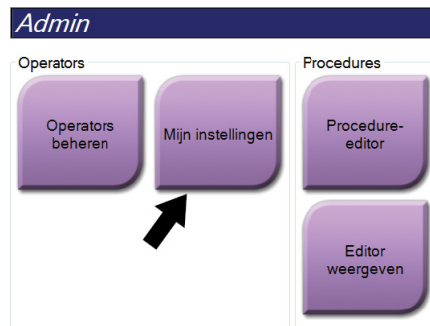 Admin
Operators
Procedures
Operators
beheren
Mijn instellingen
Procedure-
editor
Editor
weergeven